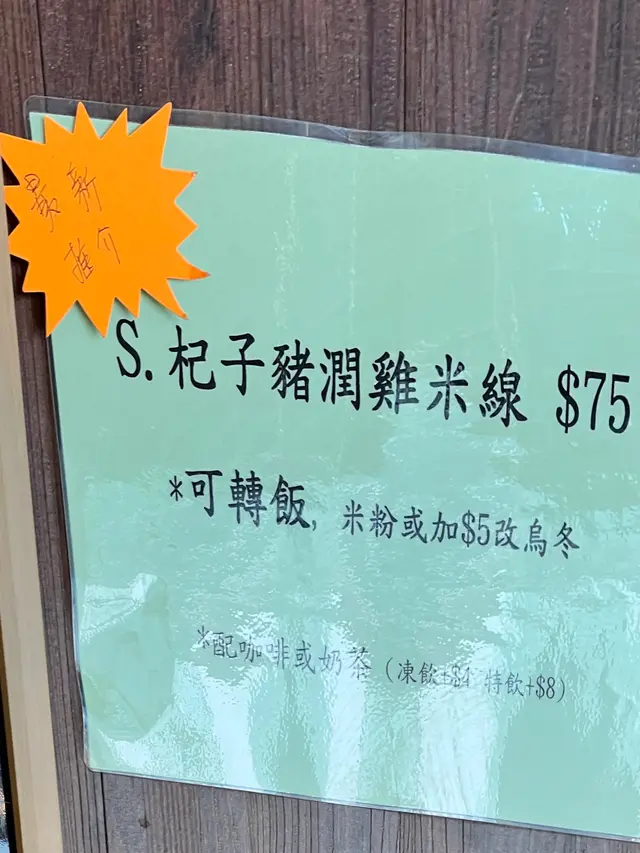 最新
推介
S. 杞子豬潤雞米線 $75
*可轉飯, 米粉或加$5改烏冬
*配咖啡或奶茶 (凍飲+$4 特飲+$8)